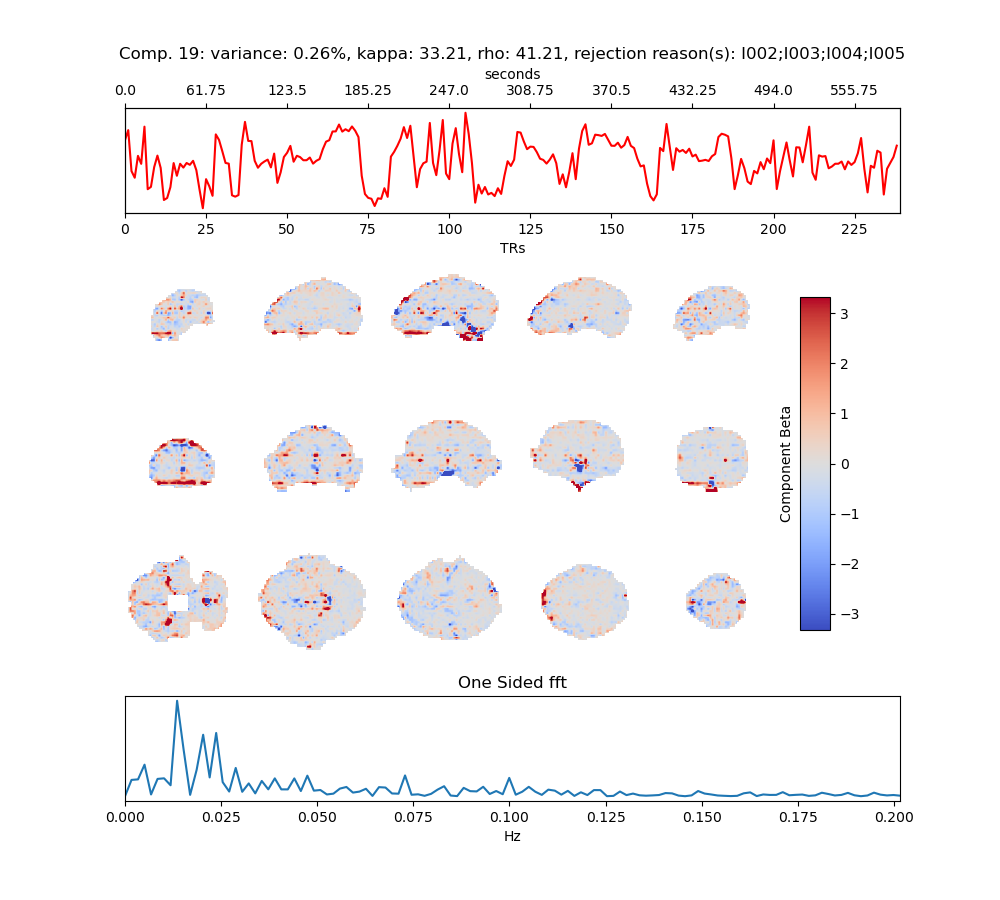 Comp. 19: variance: 0.26%, kappa: 33.21, rho: 41.21, rejection reason(s): I002;I003;I004;I005
seconds
0.0 61.75 123.5 185.25 247.0 308.75 370.5 432.25 494.0 555.75
0 25 50 75 100 125 150 175 200 225
TRs
3
2
1
0
−1
−2
−3
Component Beta
One Sided fft
0.000 0.025 0.050 0.075 0.100 0.125 0.150 0.175 0.200
Hz